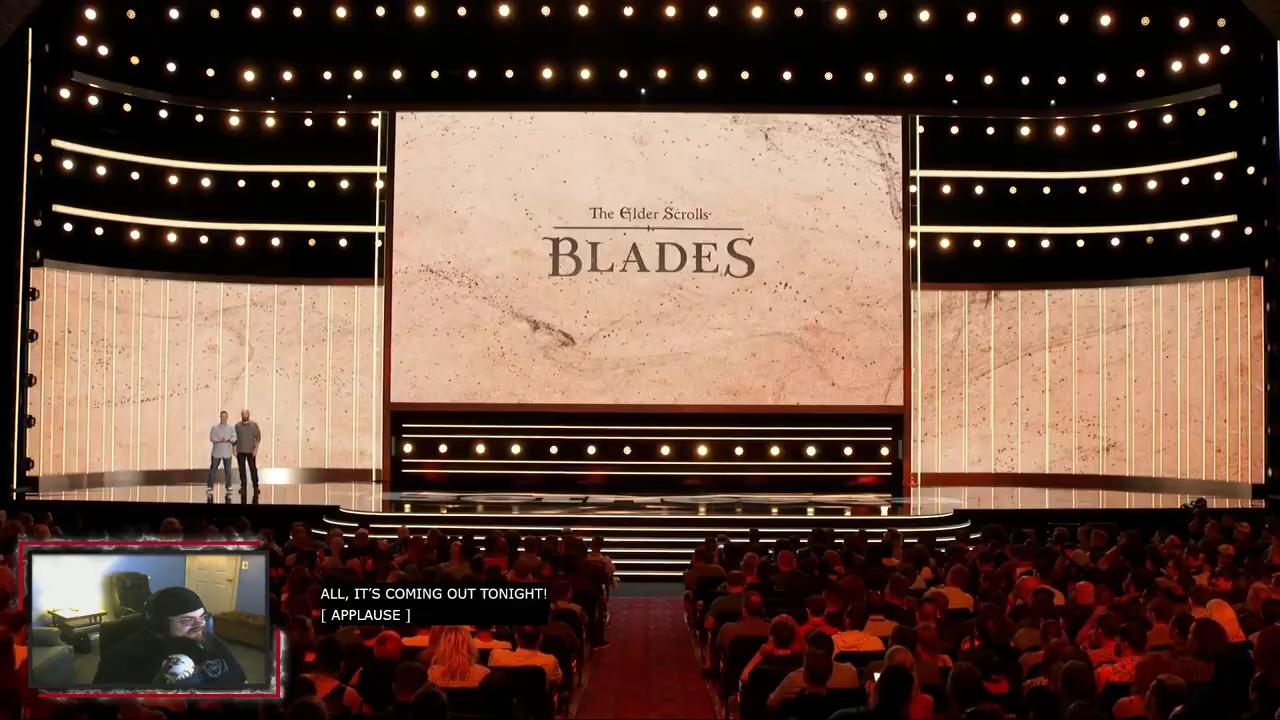 The Elder Scrolls
BLADES
ALL, IT'S COMING OUT TONIGHT!
[ APPLAUSE ]